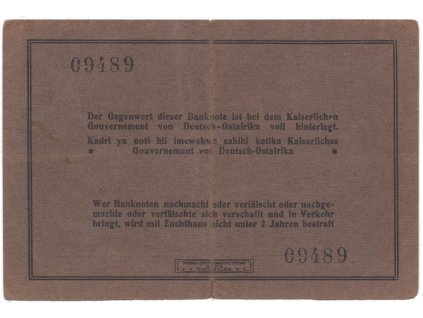 09489
Der Gegenwert dieser Banknote ist bei dem Kaiserlichen
Gouvernement von Deutsch-Ostafrika voll hinterlegt.
Kadri ya noti hii imewekwa sahihi katika Kaiserliches
Gouvernement von Deutsch-Ostafrika
Wer Banknoten nachmacht oder verfälscht oder nachge-
machte oder verfälschte sich verschafft und in Verkehr
bringt, wird mit Zuchthaus nicht unter 2 Jahren bestraft
09489